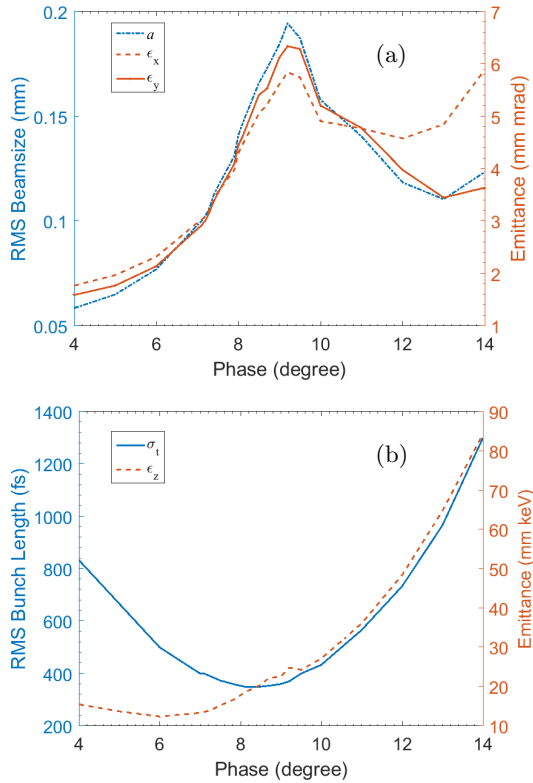 0.2
0.15
0.1
0.05
RMS Beamsize (mm)
a
ϵx
ϵy
(a)
7
6
5
4
3
2
1
Emittance (mm mrad)
4 6 8 10 12 14
Phase (degree)
1400
1200
1000
800
600
400
200
RMS Bunch Length (fs)
σt
ϵz
(b)
90
80
70
60
50
40
30
20
10
Emittance (mm keV)
4 6 8 10 12 14
Phase (degree)